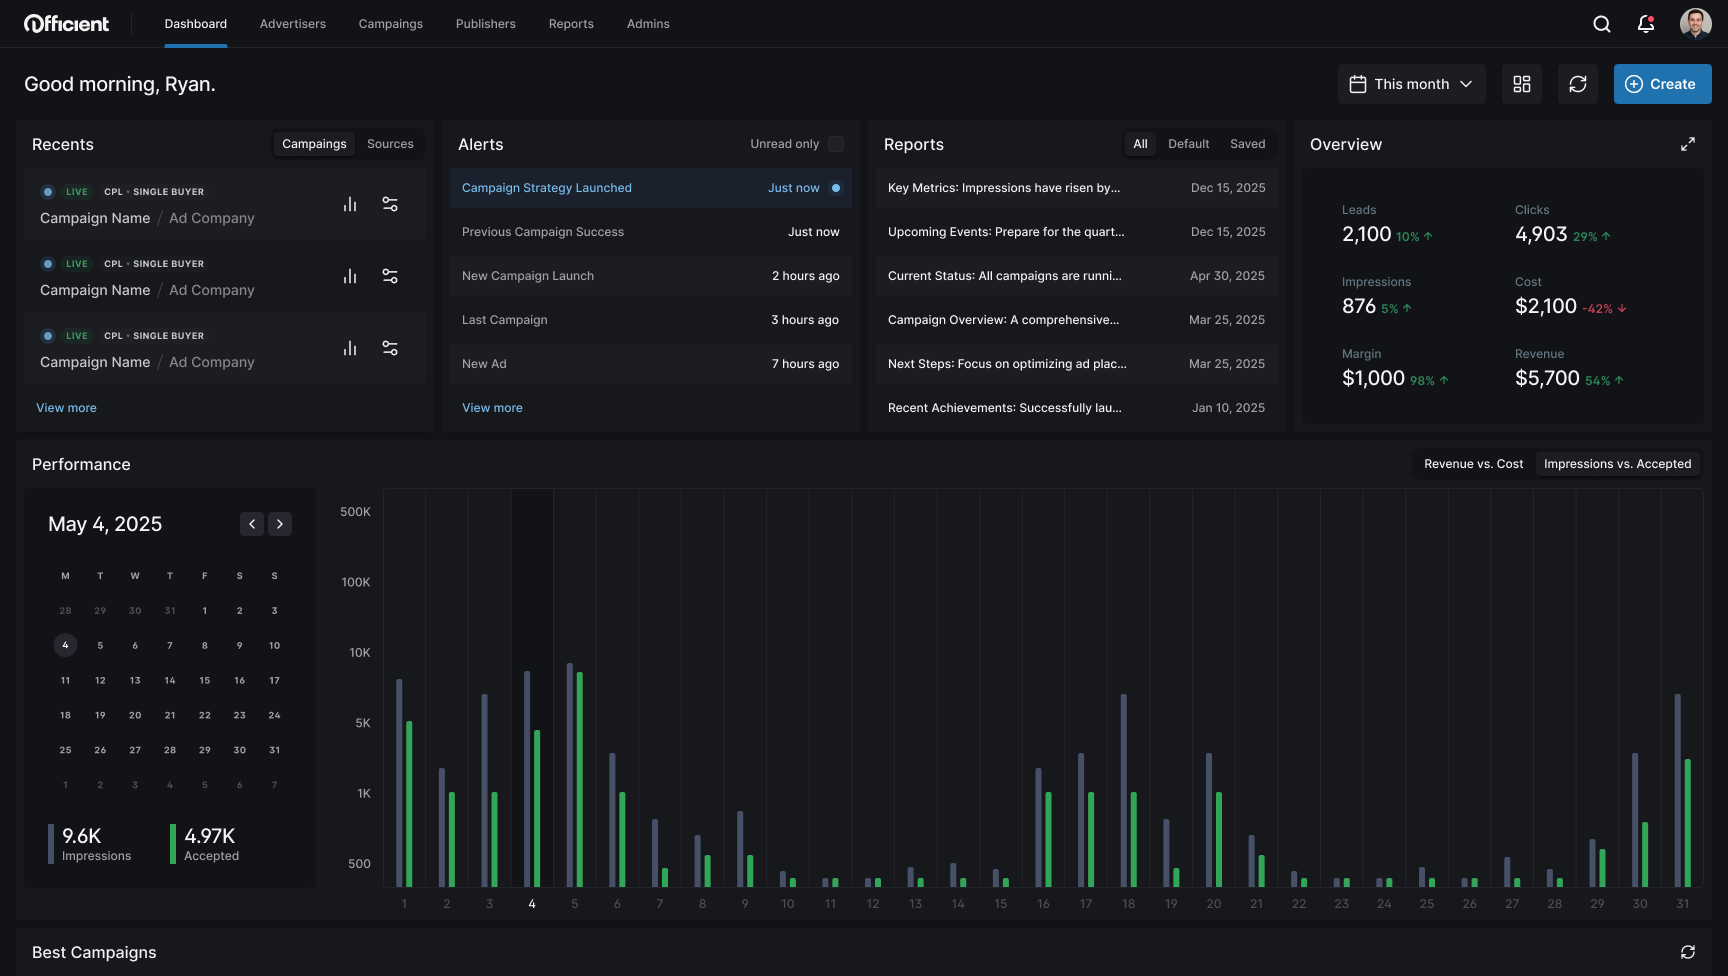 Officient
Dashboard
Advertisers
Campaings
Publishers
Reports
Admins
Good morning, Ryan.
This month
Create
Recents
Campaings
Sources
LIVE CPL • SINGLE BUYER
Campaign Name / Ad Company
LIVE CPL • SINGLE BUYER
Campaign Name / Ad Company
LIVE CPL • SINGLE BUYER
Campaign Name / Ad Company
View more
Alerts
Unread only
Campaign Strategy Launched Just now
Previous Campaign Success Just now
New Campaign Launch 2 hours ago
Last Campaign 3 hours ago
New Ad 7 hours ago
View more
Reports
All
Default
Saved
Key Metrics: Impressions have risen by... Dec 15, 2025
Upcoming Events: Prepare for the quart... Dec 15, 2025
Current Status: All campaigns are runni... Apr 30, 2025
Campaign Overview: A comprehensive... Mar 25, 2025
Next Steps: Focus on optimizing ad plac... Mar 25, 2025
Recent Achievements: Successfully lau... Jan 10, 2025
Overview
Leads
2,100 10% ↑
Clicks
4,903 29% ↑
Impressions
876 5% ↑
Cost
$2,100 -42% ↓
Margin
$1,000 98% ↑
Revenue
$5,700 54% ↑
Performance
Revenue vs. Cost
Impressions vs. Accepted
May 4, 2025
M T W T F S S
28 29 30 31 1 2 3
4 5 6 7 8 9 10
11 12 13 14 15 16 17
18 19 20 21 22 23 24
25 26 27 28 29 30 31
1 2 3 4 5 6 7
9.6K
Impressions
4.97K
Accepted
500K
100K
10K
5K
1K
500
1 2 3 4 5 6 7 8 9 10 11 12 13 14 15 16 17 18 19 20 21 22 23 24 25 26 27 28 29 30 31
Best Campaigns